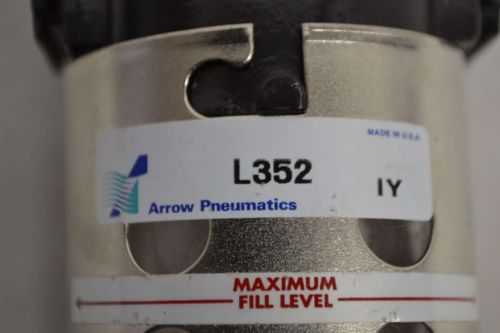 MADE IN U.S.A.
L352
IY
Arrow Pneumatics
MAXIMUM
FILL LEVEL